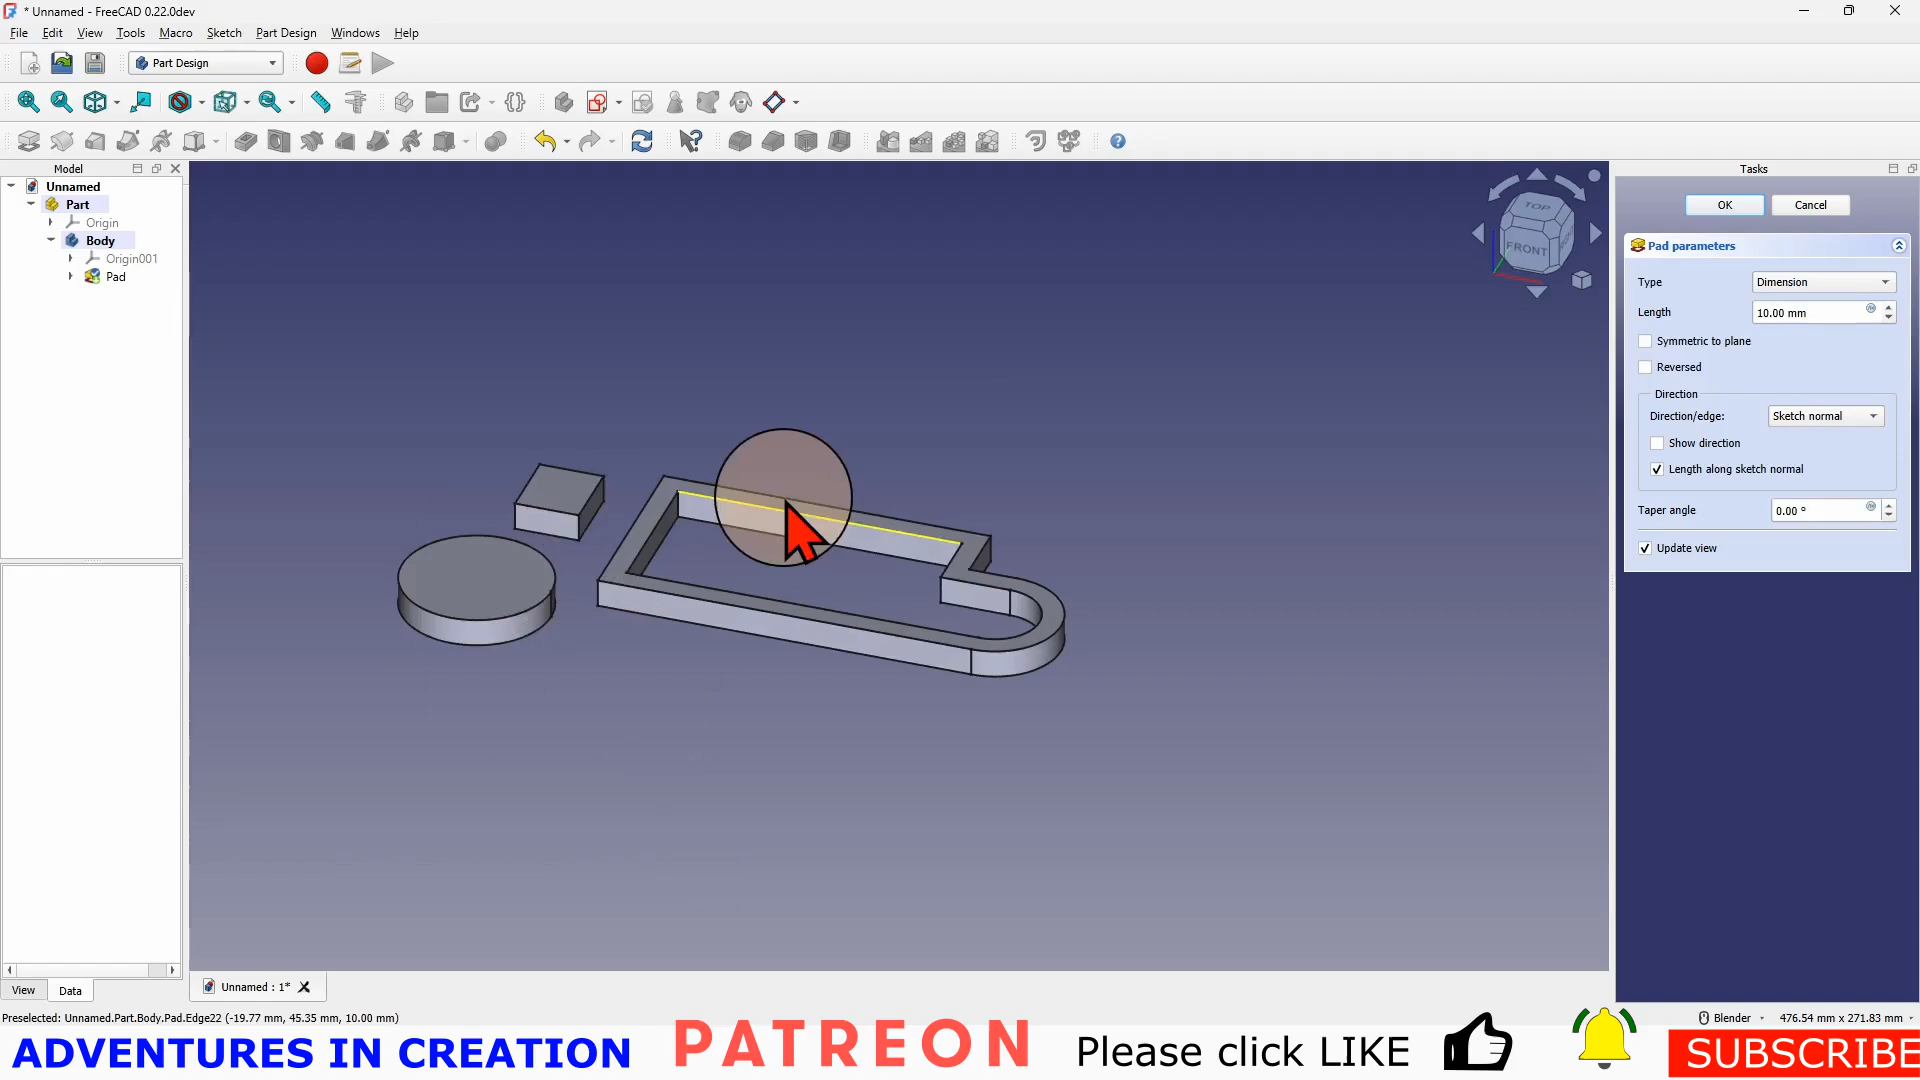 * Unnamed - FreeCAD 0.22.0dev
File Edit View Tools Macro Sketch Part Design Windows Help
Part Design
Model
Unnamed
Part
Origin
Body
Origin001
Pad
View Data
TOP
FRONT
Unnamed : 1*
Tasks
OK Cancel
Pad parameters
Type Dimension
Length 10.00 mm
Symmetric to plane
Reversed
Direction
Direction/edge: Sketch normal
Show direction
Length along sketch normal
Taper angle 0.00 °
Update view
Preselected: Unnamed.Part.Body.Pad.Edge22 (-19.77 mm, 45.35 mm, 10.00 mm)
Blender 476.54 mm x 271.83 mm
ADVENTURES IN CREATION PATREON Please click LIKE SUBSCRIBE